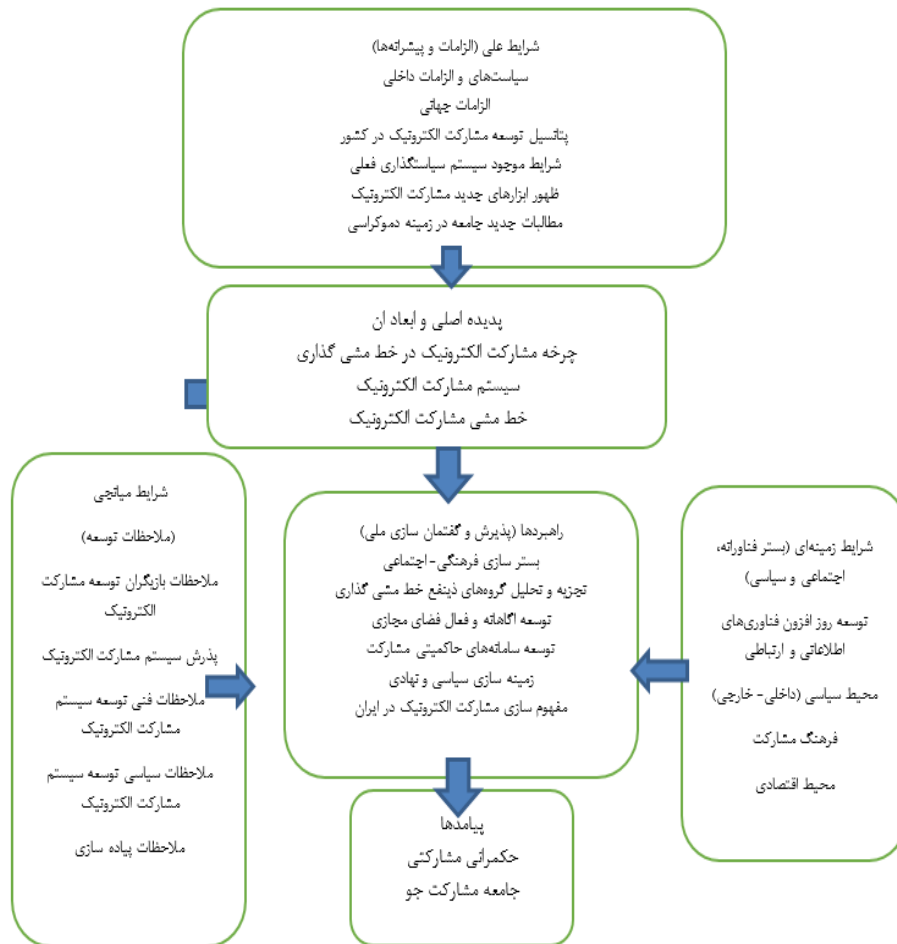 شرایط علی (الزامات و پیشرانه‌ها)
سیاست‌های و الزامات داخلی
الزامات جهانی
پتانسیل توسعه مشارکت الکترونیک در کشور
شرایط موجود سیستم سیاستگذاری فعلی
ظهور ابزارهای جدید مشارکت الکترونیک
مطالبات جدید جامعه در زمینه دموکراسی
پدیده اصلی و ابعاد ان
چرخه مشارکت الکترونیک در خط مشی گذاری
سیستم مشارکت الکترونیک
خط مشی مشارکت الکترونیک
شرایط زمینه‌ای (بستر فناورانه،
اجتماعی و سیاسی)
توسعه روز افزون فناوری‌های
اطلاعاتی و ارتباطی
محیط سیاسی (داخلی- خارجی)
فرهنگ مشارکت
محیط اقتصادی
راهبردها (پذیرش و گفتمان سازی ملی)
بستر سازی فرهنگی-اجتماعی
تجزیه و تحلیل گروه‌های ذینفع خط مشی گذاری
توسعه اگاهانه و فعال فضای مجازی
توسعه سامانه‌های حاکمیتی مشارکت
زمینه سازی سیاسی و نهادی
مفهوم سازی مشارکت الکترونیک در ایران
شرایط میانجی
(ملاحظات توسعه)
ملاحظات بازیگران توسعه مشارکت
الکترونیک
پذرش سیستم مشارکت الکترونیک
ملاحظات فنی توسعه سیستم
مشارکت الکترونیک
ملاحظات سیاسی توسعه سیستم
مشارکت الکترونیک
ملاحظات پیاده سازی
پیامدها
حکمرانی مشارکتی
جامعه مشارکت جو